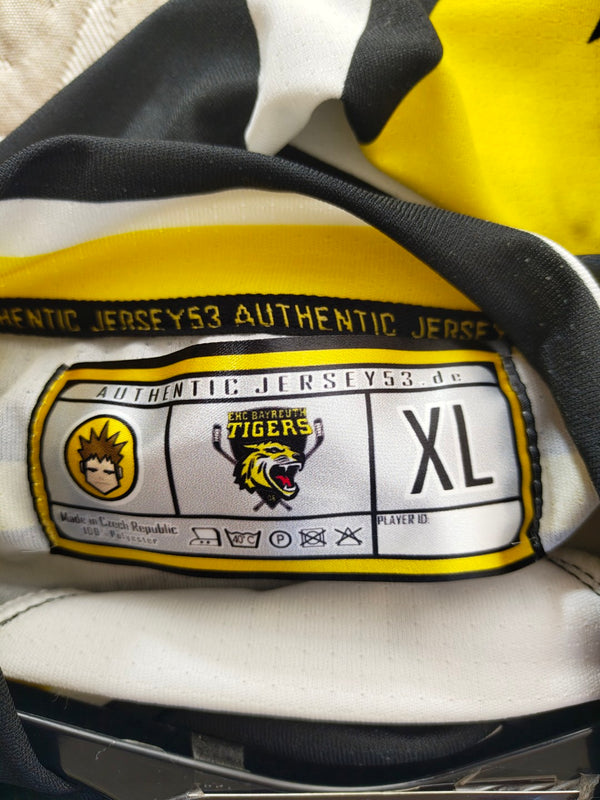 HENTIC JERSEY53 AUTHENTIC JERSEY
AUTHENTIC JERSEY53.de
EHC BAYREUTH
TIGERS
XL
Made in Czech Republic
100% Polyester
40°C
P
PLAYER ID: